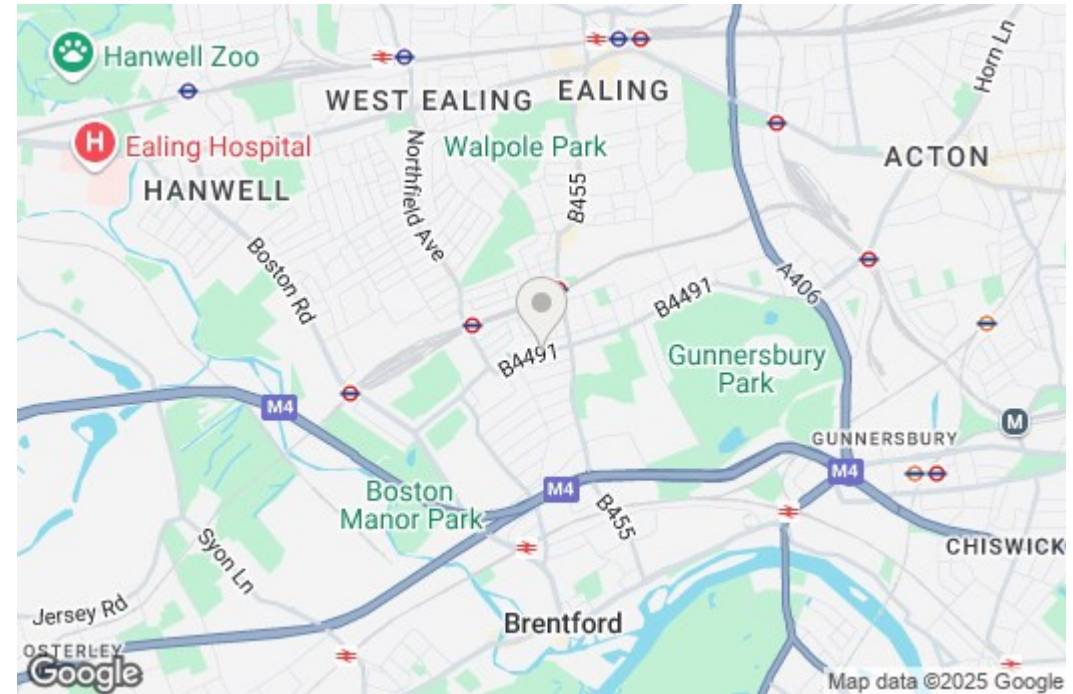 Hanwell Zoo
Horn Ln
WEST EALING
EALING
H
Ealing Hospital
Walpole Park
ACTON
HANWELL
Northfield Ave
B455
Boston Rd
A406
B4491
B4491
Gunnersbury
Park
M4
M
GUNNERSBURY
M4
M4
Boston
Manor Park
B455
CHISWICK
Syon Ln
Jersey Rd
Brentford
OSTERLEY
Google
Map data ©2025 Google